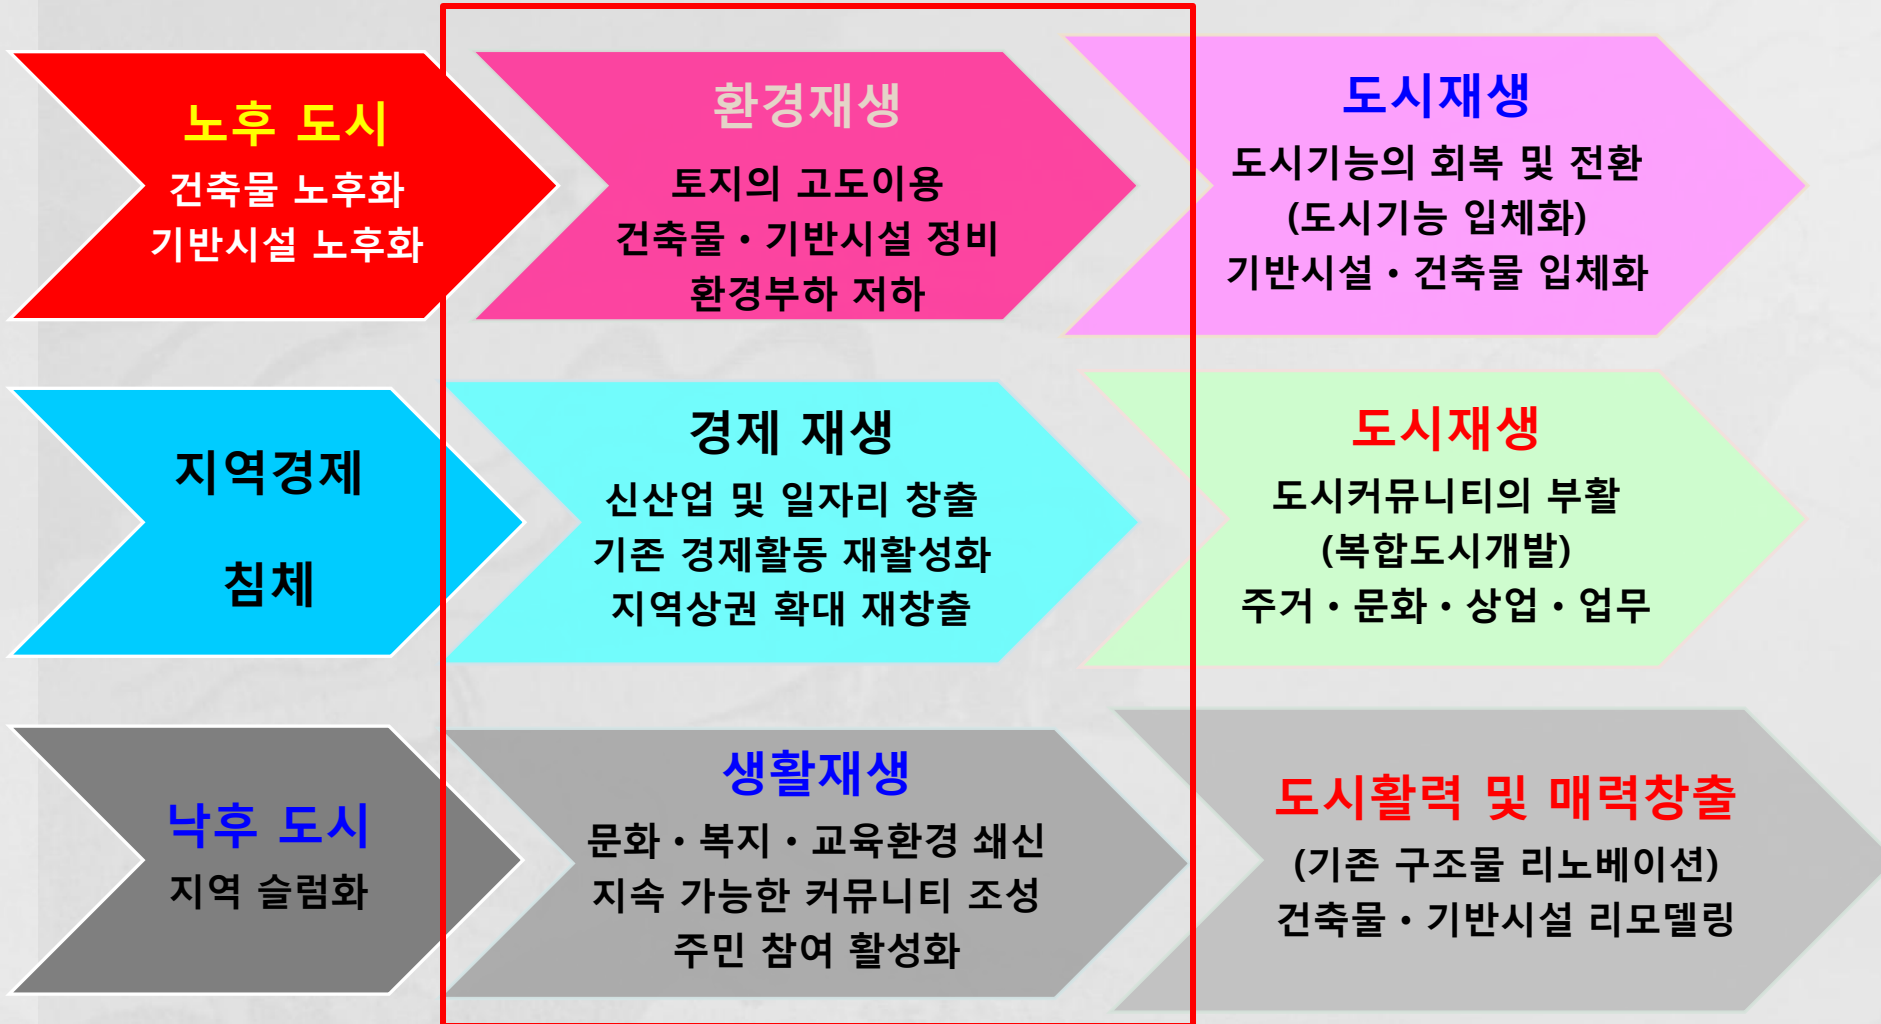 노후 도시
건축물 노후화
기반시설 노후화
환경재생
토지의 고도이용
건축물・기반시설 정비
환경부하 저하
도시재생
도시기능의 회복 및 전환
(도시기능 입체화)
기반시설・건축물 입체화
지역경제
침체
경제 재생
신산업 및 일자리 창출
기존 경제활동 재활성화
지역상권 확대 재창출
도시재생
도시커뮤니티의 부활
(복합도시개발)
주거・문화・상업・업무
낙후 도시
지역 슬럼화
생활재생
문화・복지・교육환경 쇄신
지속 가능한 커뮤니티 조성
주민 참여 활성화
도시활력 및 매력창출
(기존 구조물 리노베이션)
건축물・기반시설 리모델링